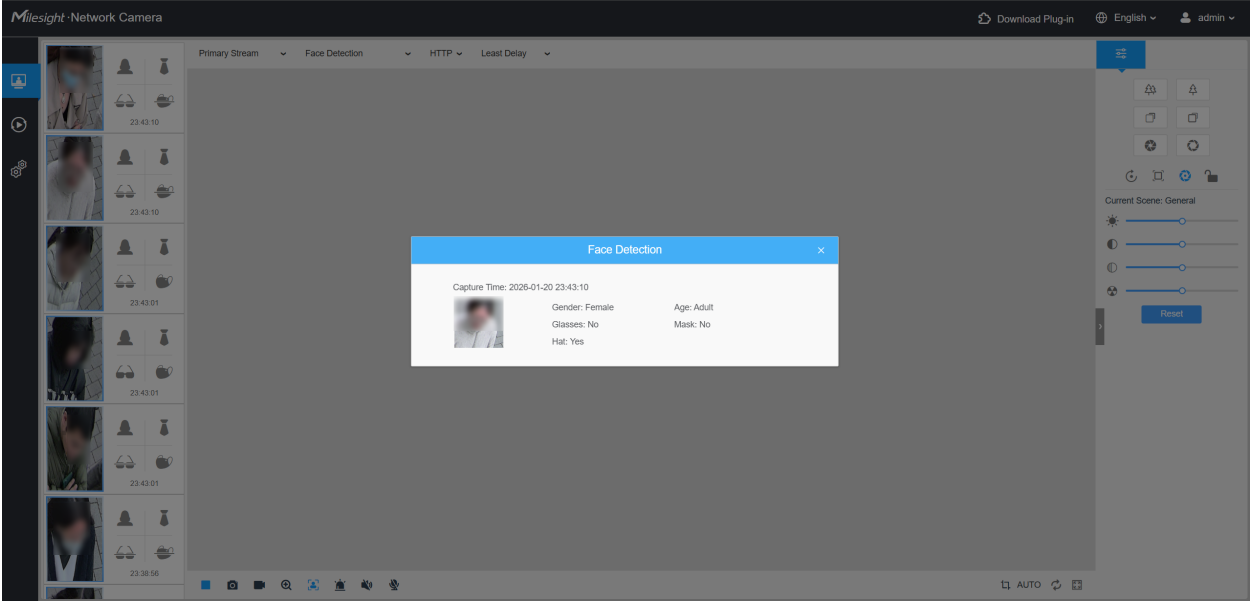 Milesight·Network Camera
Download Plug-in
English
admin
Primary Stream
Face Detection
HTTP
Least Delay
23:43:10
23:43:10
23:43:01
23:43:01
23:43:01
23:38:56
Face Detection
×
Capture Time: 2026-01-20 23:43:10
Gender: Female Age: Adult
Glasses: No Mask: No
Hat: Yes
Current Scene: General
Reset
AUTO